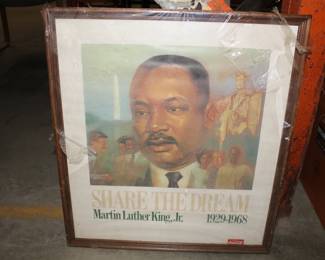 SHARE THE DREAM
Martin Luther King, Jr. 1929-1968